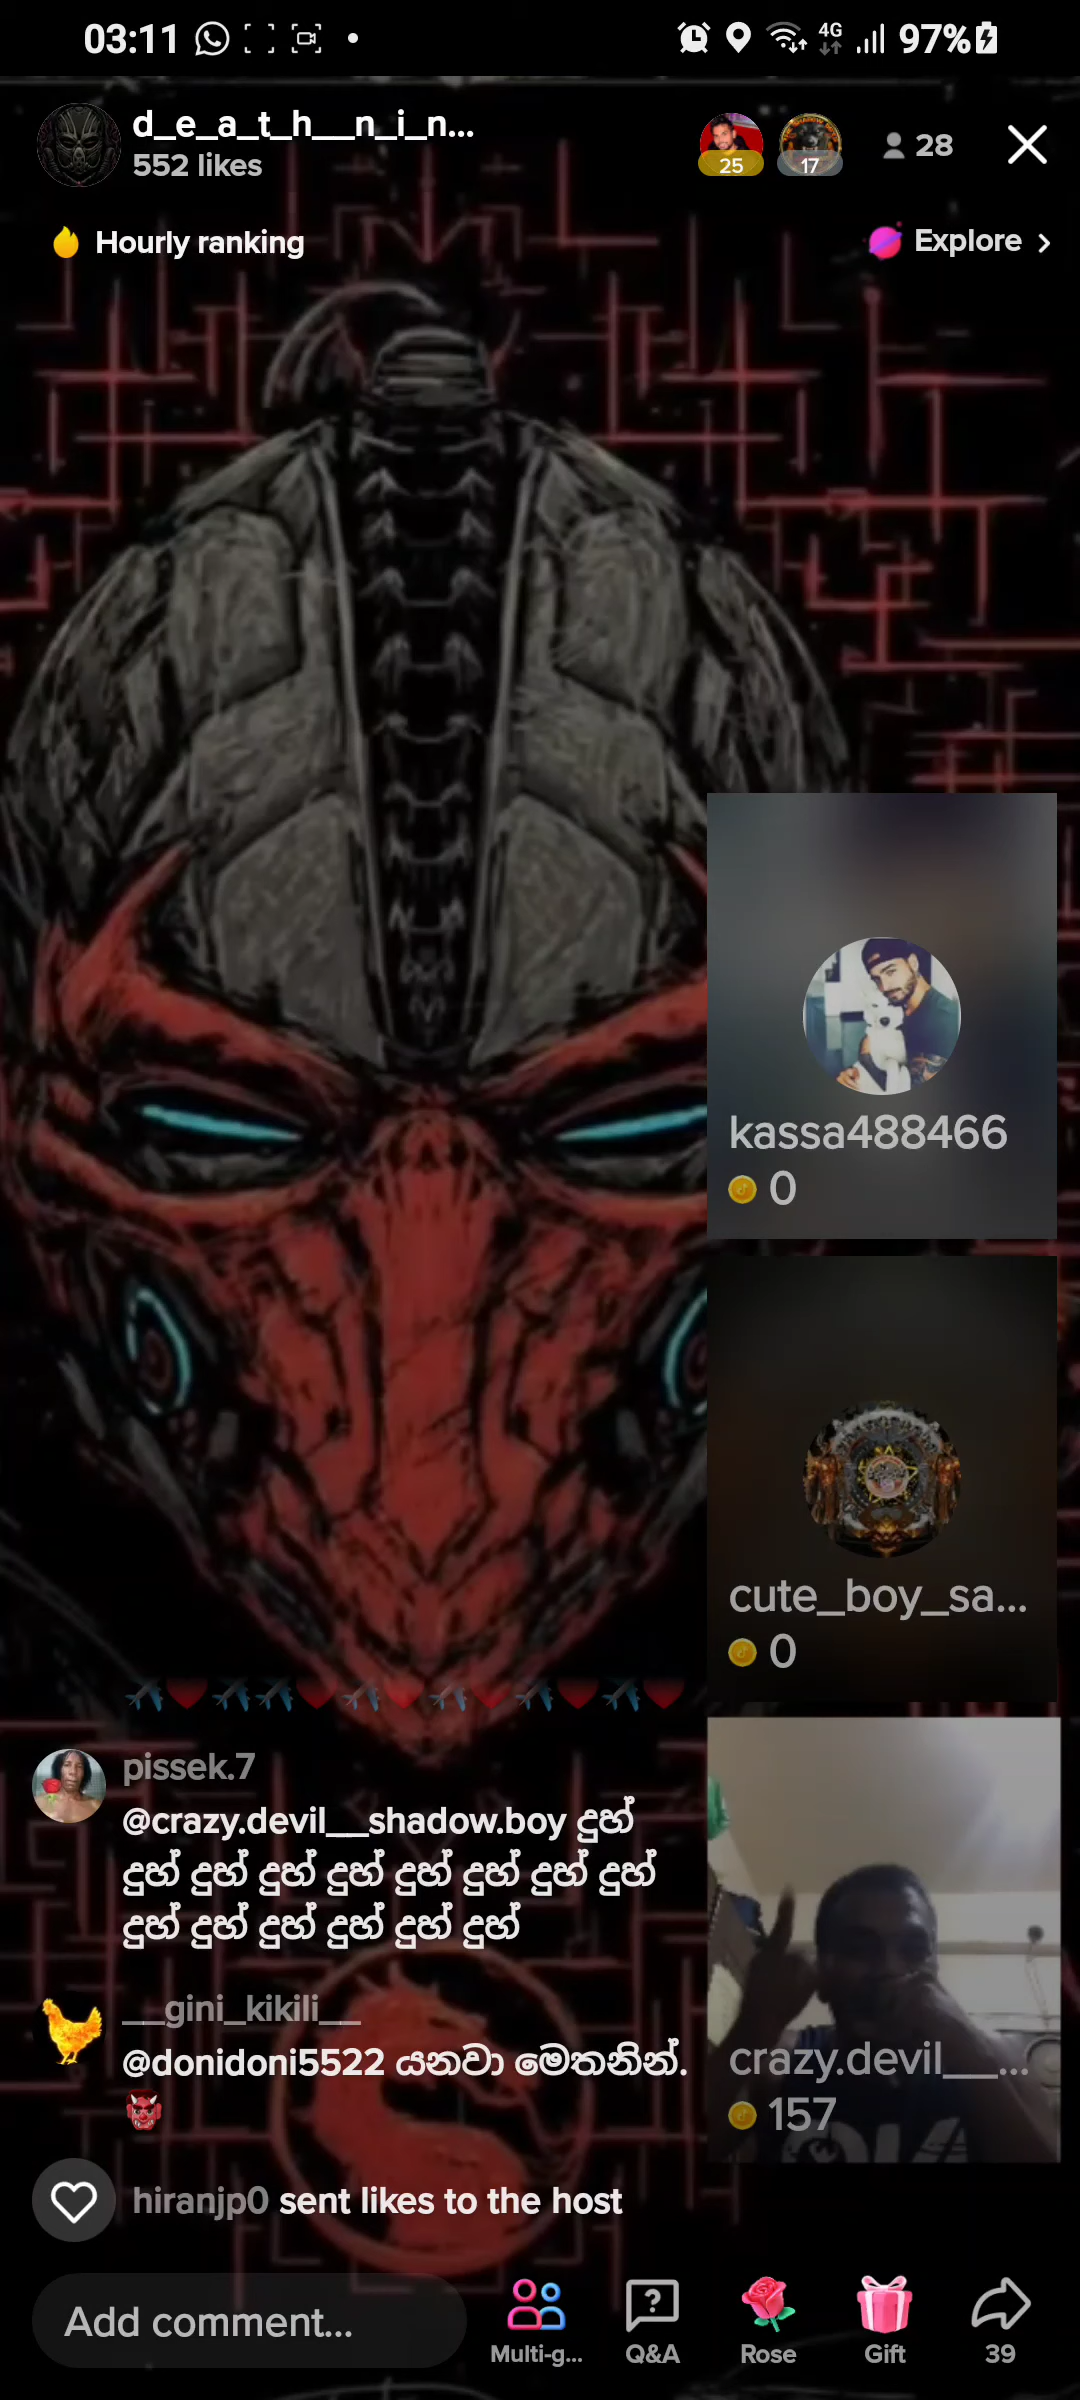 03:11
4G
97%
d_e_a_t_h__n_i_n...
552 likes
25
17
28
Hourly ranking
Explore
kassa488466
0
cute_boy_sa...
0
pissek.7
@crazy.devil__shadow.boy දුහ්
දුහ් දුහ් දුහ් දුහ් දුහ් දුහ් දුහ් දුහ්
දුහ් දුහ් දුහ් දුහ් දුහ් දුහ්
__gini_kikili__
@donidoni5522 යනවා මෙතනින්.
👹
crazy.devil__...
157
hiranjp0 sent likes to the host
Add comment...
Multi-g...
Q&A
Rose
Gift
39